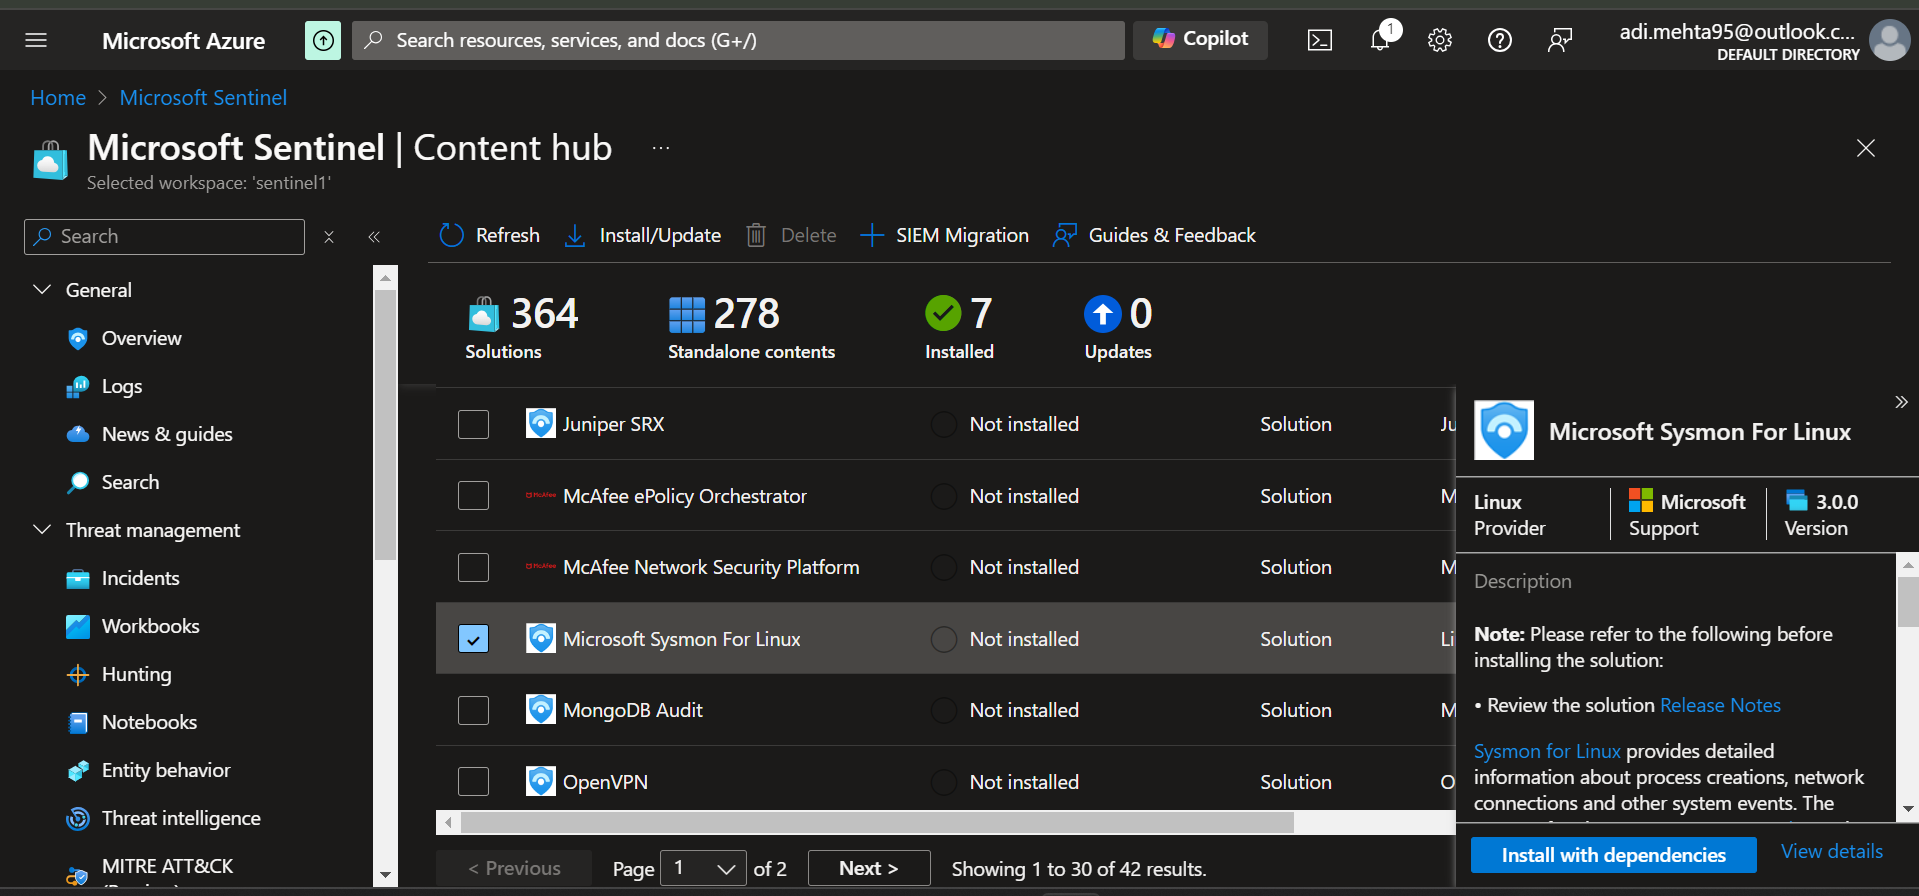 Microsoft Azure
Search resources, services, and docs (G+/)
Copilot
1
adi.mehta95@outlook.c...
DEFAULT DIRECTORY
Home > Microsoft Sentinel
Microsoft Sentinel | Content hub ...
Selected workspace: 'sentinel1'
Search
General
Overview
Logs
News & guides
Search
Threat management
Incidents
Workbooks
Hunting
Notebooks
Entity behavior
Threat intelligence
MITRE ATT&CK
Refresh
Install/Update
Delete
SIEM Migration
Guides & Feedback
364
Solutions
278
Standalone contents
7
Installed
0
Updates
Juniper SRX Not installed Solution Ju
McAfee ePolicy Orchestrator Not installed Solution M
McAfee Network Security Platform Not installed Solution M
Microsoft Sysmon For Linux Not installed Solution Li
MongoDB Audit Not installed Solution M
OpenVPN Not installed Solution O
< Previous Page 1 of 2 Next > Showing 1 to 30 of 42 results.
Microsoft Sysmon For Linux
Linux
Provider
Microsoft
Support
3.0.0
Version
Description
Note: Please refer to the following before
installing the solution:
• Review the solution Release Notes
Sysmon for Linux provides detailed
information about process creations, network
connections and other system events. The
Install with dependencies
View details